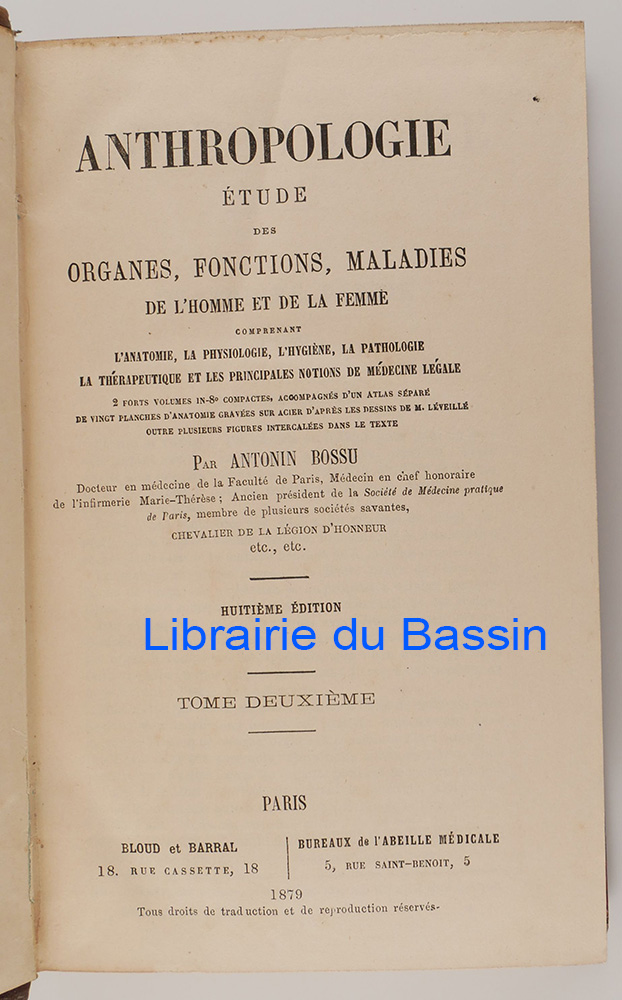 ANTHROPOLOGIE
ÉTUDE
DES
ORGANES, FONCTIONS, MALADIES
DE L'HOMME ET DE LA FEMME
COMPRENANT
L'ANATOMIE, LA PHYSIOLOGIE, L'HYGIÈNE, LA PATHOLOGIE
LA THÉRAPEUTIQUE ET LES PRINCIPALES NOTIONS DE MÉDECINE LÉGALE
2 FORTS VOLUMES IN-8º COMPACTES, ACCOMPAGNÉS D'UN ATLAS SÉPARÉ
DE VINGT PLANCHES D'ANATOMIE GRAVÉES SUR ACIER D'APRÈS LES DESSINS DE M. LÉVEILLÉ
OUTRE PLUSIEURS FIGURES INTERCALÉES DANS LE TEXTE
PAR ANTONIN BOSSU
Docteur en médecine de la Faculté de Paris, Médecin en chef honoraire
de l'infirmerie Marie-Thérèse; Ancien président de la Société de Médecine pratique
de Paris, membre de plusieurs sociétés savantes,
CHEVALIER DE LA LÉGION D'HONNEUR
etc., etc.
HUITIÈME ÉDITION
Librairie du Bassin
TOME DEUXIÈME
PARIS
BLOUD et BARRAL
18. RUE CASSETTE, 18
BUREAUX de l'ABEILLE MÉDICALE
5, RUE SAINT-BENOIT, 5
1879
Tous droits de traduction et de reproduction réservés.